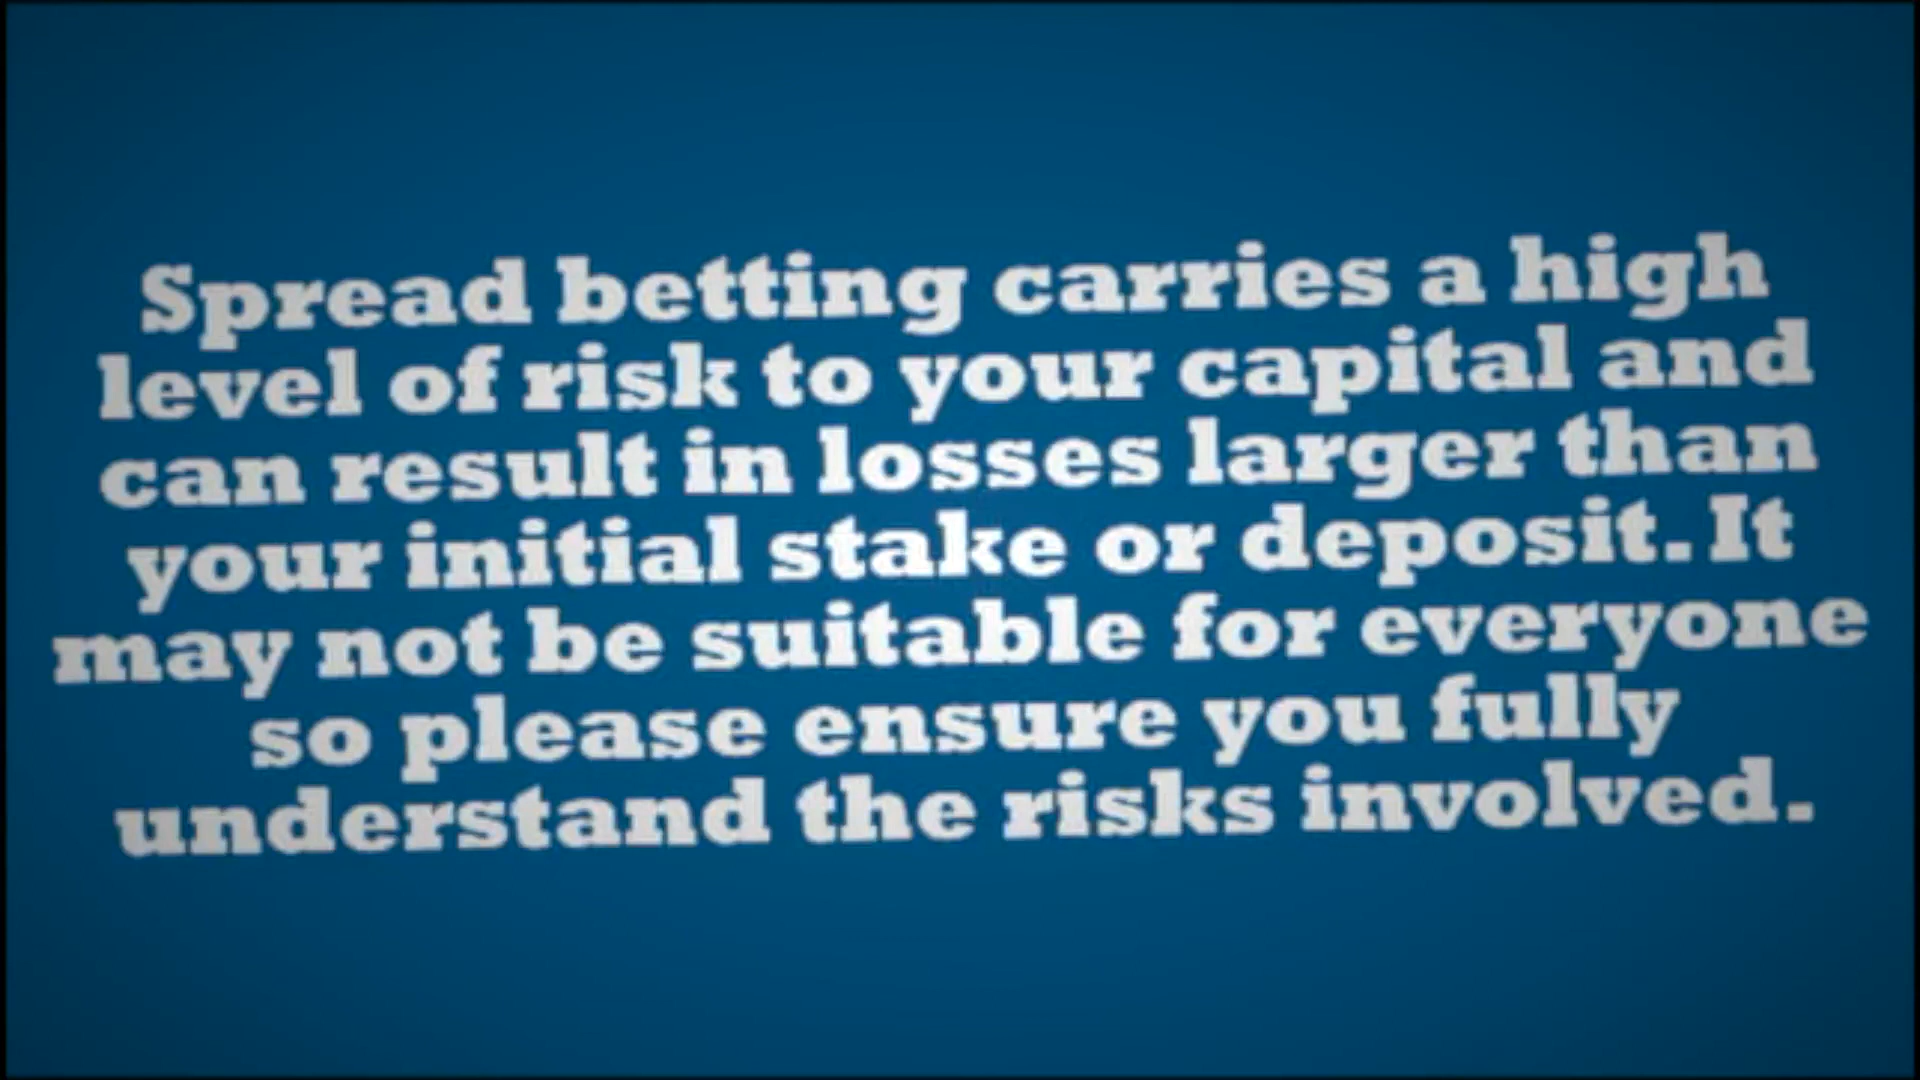 Spread betting carries a high
level of risk to your capital and
can result in losses larger than
your initial stake or deposit. It
may not be suitable for everyone
so please ensure you fully
understand the risks involved.